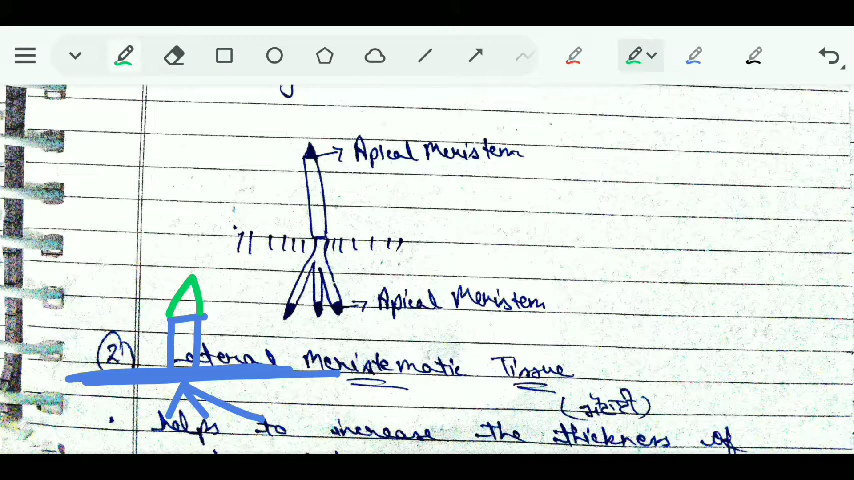 → Apical Meristem
→ Apical Meristem
2) Lateral Meristematic Tissue
(मोटाई)
• helps to increase the thickness of